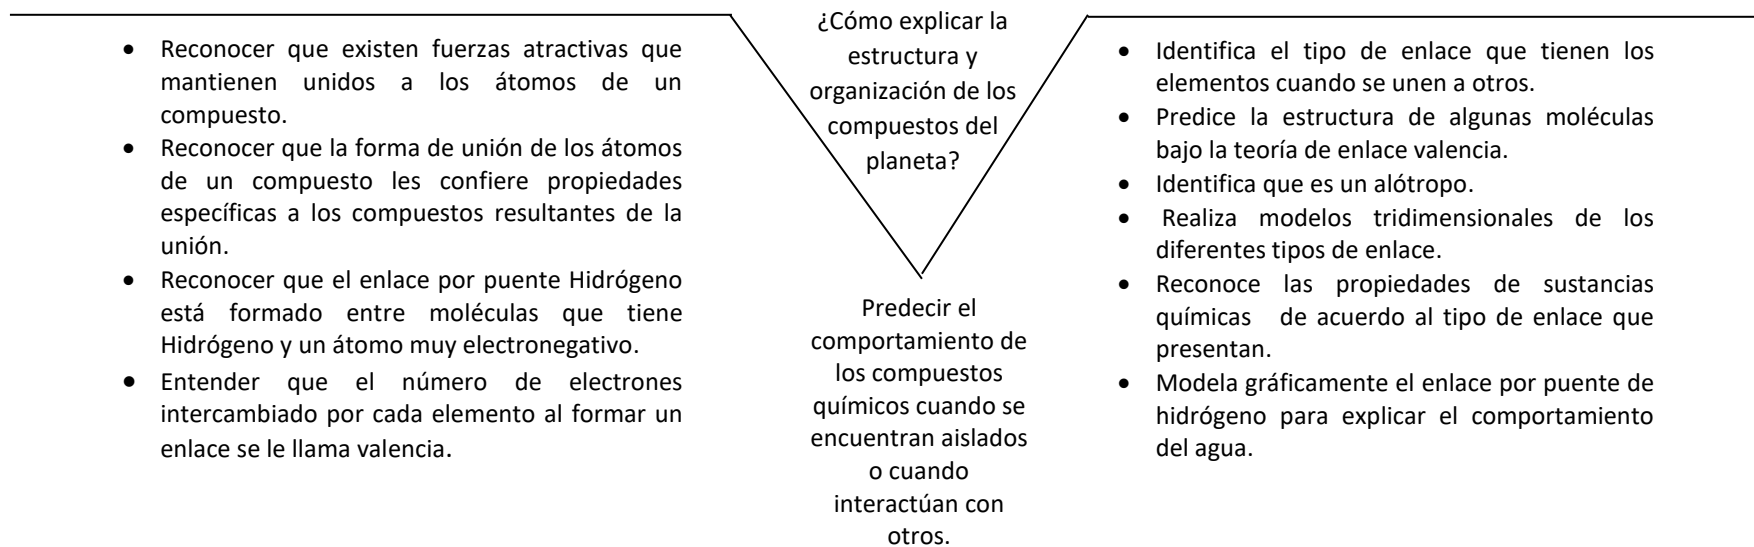 • Reconocer que existen fuerzas atractivas que
mantienen unidos a los átomos de un
compuesto.
• Reconocer que la forma de unión de los átomos
de un compuesto les confiere propiedades
específicas a los compuestos resultantes de la
unión.
• Reconocer que el enlace por puente Hidrógeno
está formado entre moléculas que tiene
Hidrógeno y un átomo muy electronegativo.
• Entender que el número de electrones
intercambiado por cada elemento al formar un
enlace se le llama valencia.
¿Cómo explicar la
estructura y
organización de los
compuestos del
planeta?
Predecir el
comportamiento de
los compuestos
químicos cuando se
encuentran aislados
o cuando
interactúan con
otros.
• Identifica el tipo de enlace que tienen los
elementos cuando se unen a otros.
• Predice la estructura de algunas moléculas
bajo la teoría de enlace valencia.
• Identifica que es un alótropo.
• Realiza modelos tridimensionales de los
diferentes tipos de enlace.
• Reconoce las propiedades de sustancias
químicas de acuerdo al tipo de enlace que
presentan.
• Modela gráficamente el enlace por puente de
hidrógeno para explicar el comportamiento
del agua.